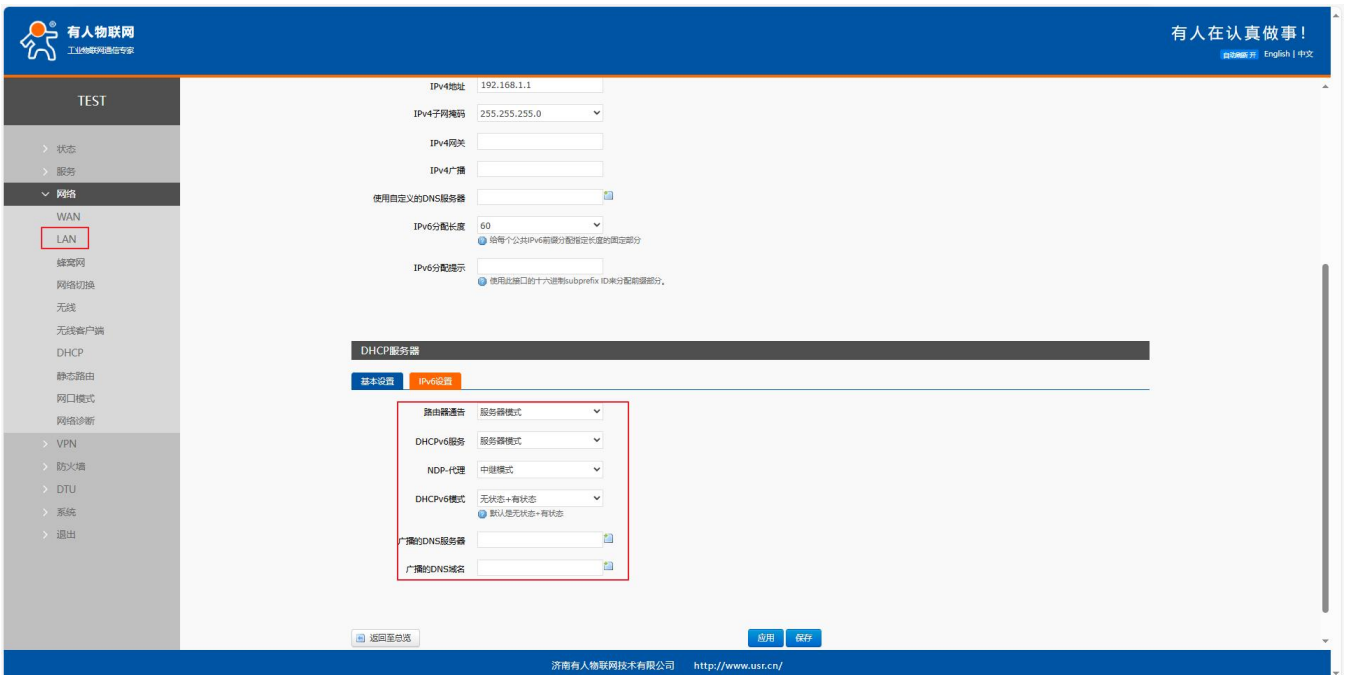 有人物联网
工业物联网通信专家
有人在认真做事！
自动刷新 开 English | 中文
TEST
状态
服务
网络
WAN
LAN
蜂窝网
网络切换
无线
无线客户端
DHCP
静态路由
网口模式
网络诊断
VPN
防火墙
DTU
系统
退出
IPv4地址 192.168.1.1
IPv4子网掩码 255.255.255.0
IPv4网关
IPv4广播
使用自定义的DNS服务器
IPv6分配长度 60
给每个公共IPv6前缀分配指定长度的固定部分
IPv6分配提示
使用此接口的十六进制subprefix ID来分配前缀部分。
DHCP服务器
基本设置 IPv6设置
路由器通告 服务器模式
DHCPv6服务 服务器模式
NDP-代理 中继模式
DHCPv6模式 无状态+有状态
默认是无状态+有状态
广播的DNS服务器
广播的DNS域名
返回至总览 应用 保存
济南有人物联网技术有限公司 http://www.usr.cn/